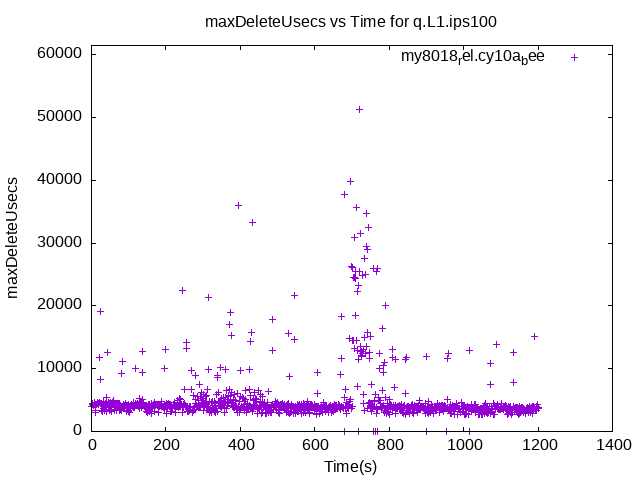 maxDeleteUsecs vs Time for q.L1.ips100
my8018rel.cy10abee
60000
50000
40000
30000
20000
10000
0
maxDeleteUsecs
0 200 400 600 800 1000 1200 1400
Time(s)